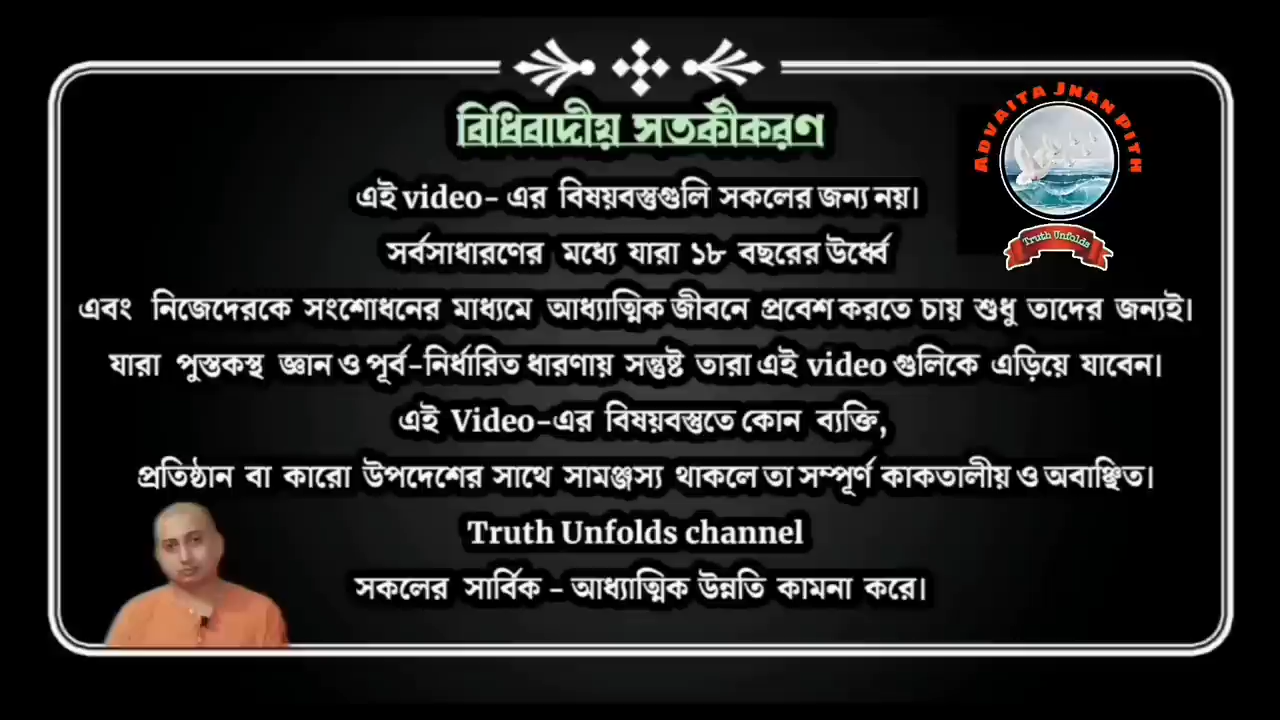 বিধিবাদীয় সতর্কীকরণ
ADVAITA JNAN PITH
Truth Unfolds
এই video- এর বিষয়বস্তুগুলি সকলের জন্য নয়।
সর্বসাধারণের মধ্যে যারা ১৮ বছরের উর্ধ্বে
এবং নিজেদেরকে সংশোধনের মাধ্যমে আধ্যাত্মিক জীবনে প্রবেশ করতে চায় শুধু তাদের জন্যই।
যারা পুস্তকস্থ জ্ঞান ও পূর্ব-নির্ধারিত ধারণায় সন্তুষ্ট তারা এই video গুলিকে এড়িয়ে যাবেন।
এই Video-এর বিষয়বস্তুতে কোন ব্যক্তি,
প্রতিষ্ঠান বা কারো উপদেশের সাথে সামঞ্জস্য থাকলে তা সম্পূর্ণ কাকতালীয় ও অবাঞ্ছিত।
Truth Unfolds channel
সকলের সার্বিক - আধ্যাত্মিক উন্নতি কামনা করে।